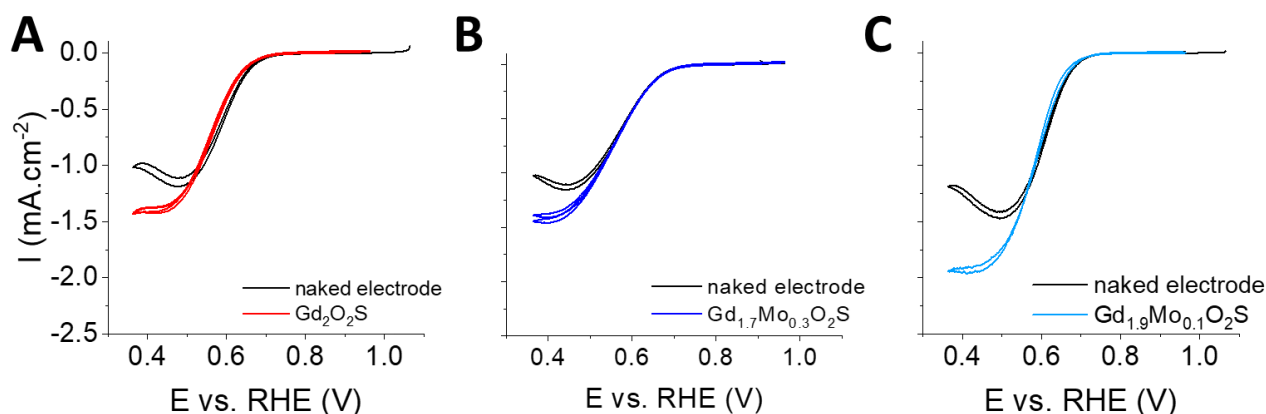 A
B
C
0.0
-0.5
-1.0
-1.5
-2.0
-2.5
I (mA.cm⁻²)
naked electrode
Gd₂O₂S
naked electrode
Gd₁.₇Mo₀.₃O₂S
naked electrode
Gd₁.₉Mo₀.₁O₂S
0.4 0.6 0.8 1.0
0.4 0.6 0.8 1.0
0.4 0.6 0.8 1.0
E vs. RHE (V)
E vs. RHE (V)
E vs. RHE (V)